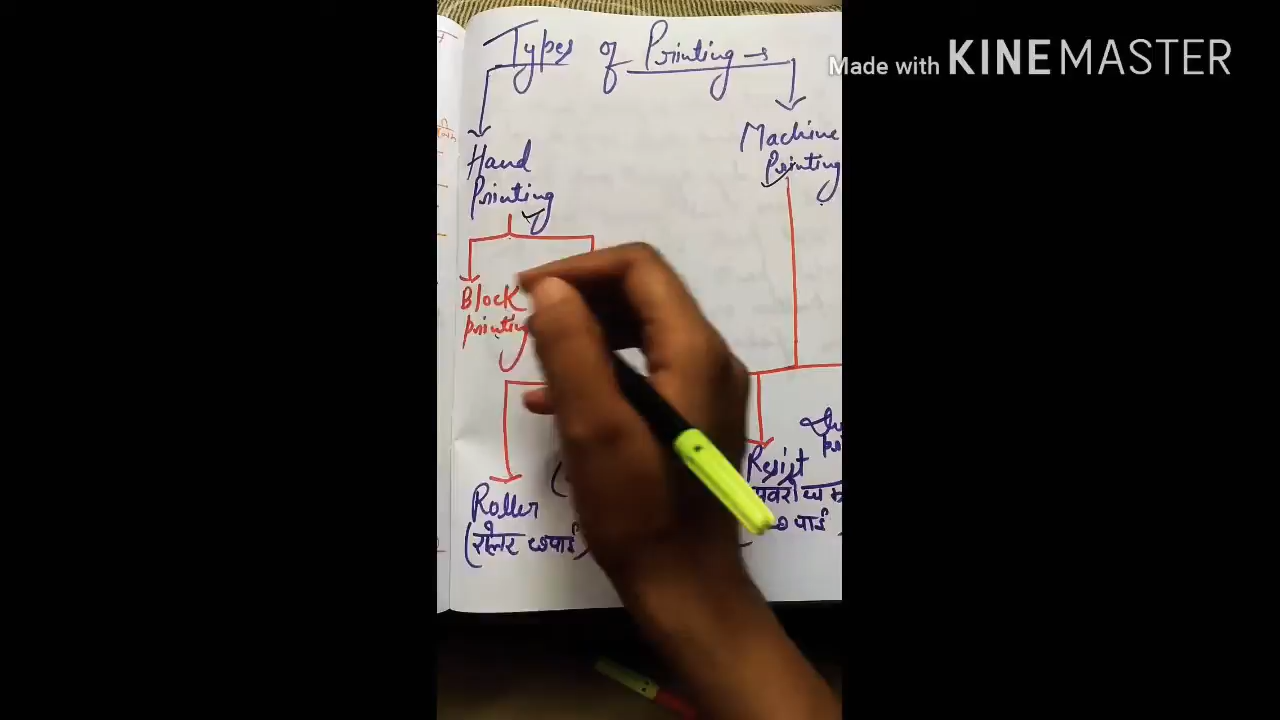 Types of Printing →
Made with KINEMASTER
Hand
Printing
Machine
Printing
Block
printing
Resist
Roller
(रोलर छपाई)
छपाई